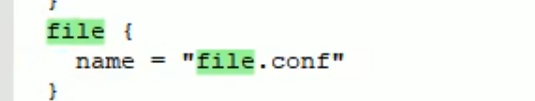 }
file {
name = "file.conf"
}